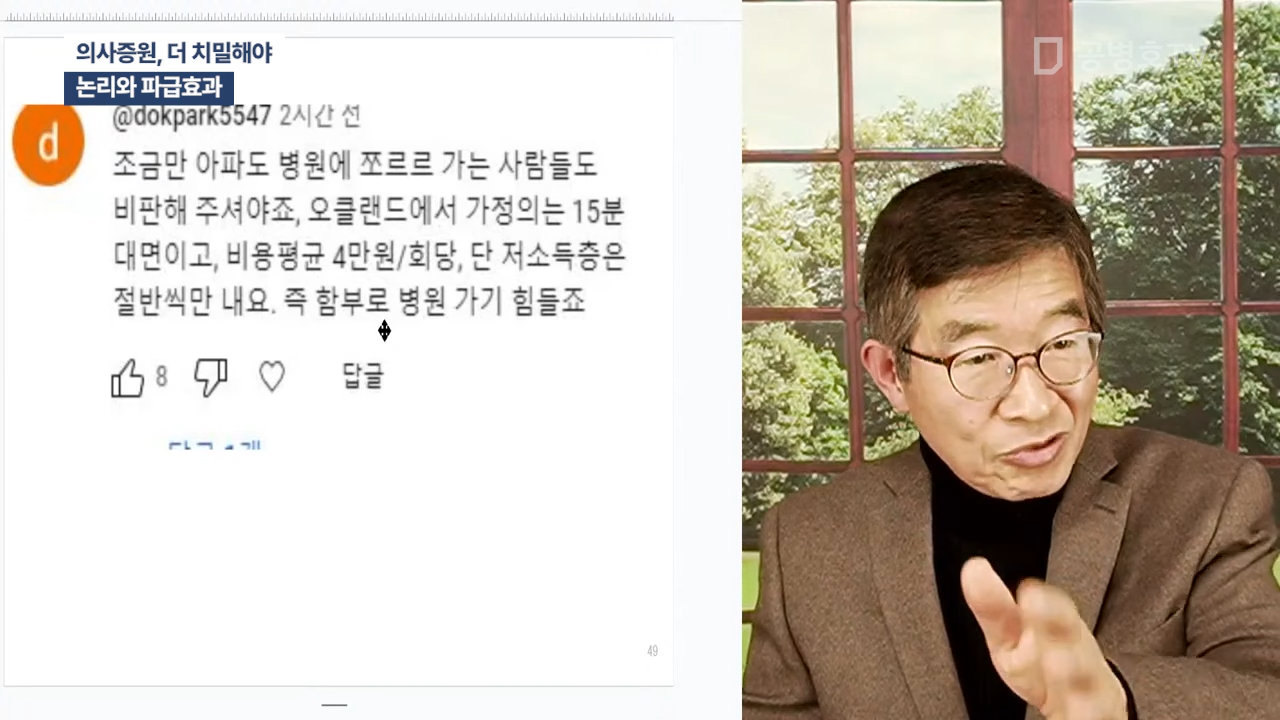 의사증원, 더 치밀해야
논리와 파급효과
@dokpark5547 2시간 전
조금만 아파도 병원에 쪼르르 가는 사람들도
비판해 주셔야죠, 오클랜드에서 가정의는 15분
대면이고, 비용평균 4만원/회당, 단 저소득층은
절반씩만 내요. 즉 함부로 병원 가기 힘들죠
8
답글
49
공병호